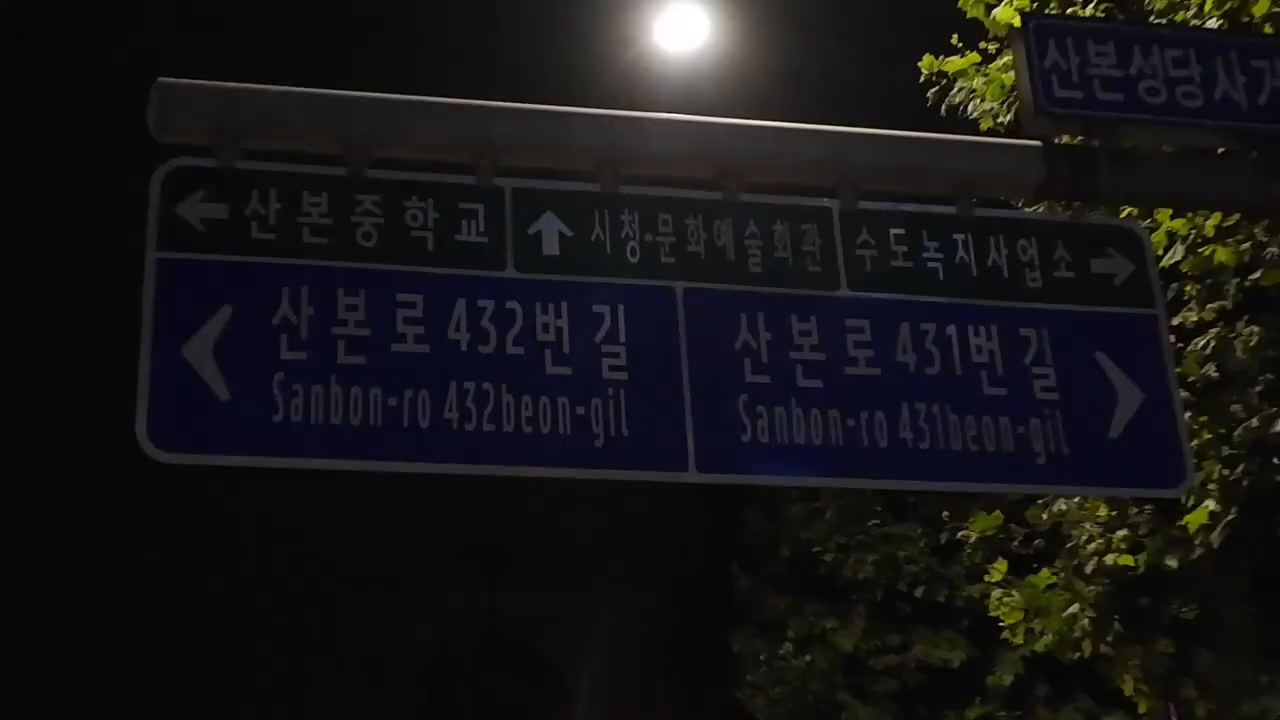 산본성당사거
← 산본중학교
↑ 시청·문화예술회관
수도녹지사업소 →
산본로 432번길
Sanbon-ro 432beon-gil
산본로 431번길
Sanbon-ro 431beon-gil